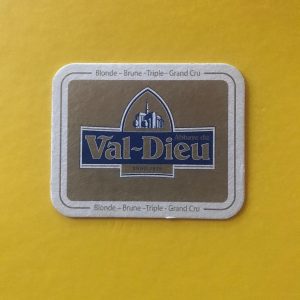 Blonde - Brune - Triple - Grand Cru
Abbaye du
Val-Dieu
Blonde - Brune - Triple - Grand Cru